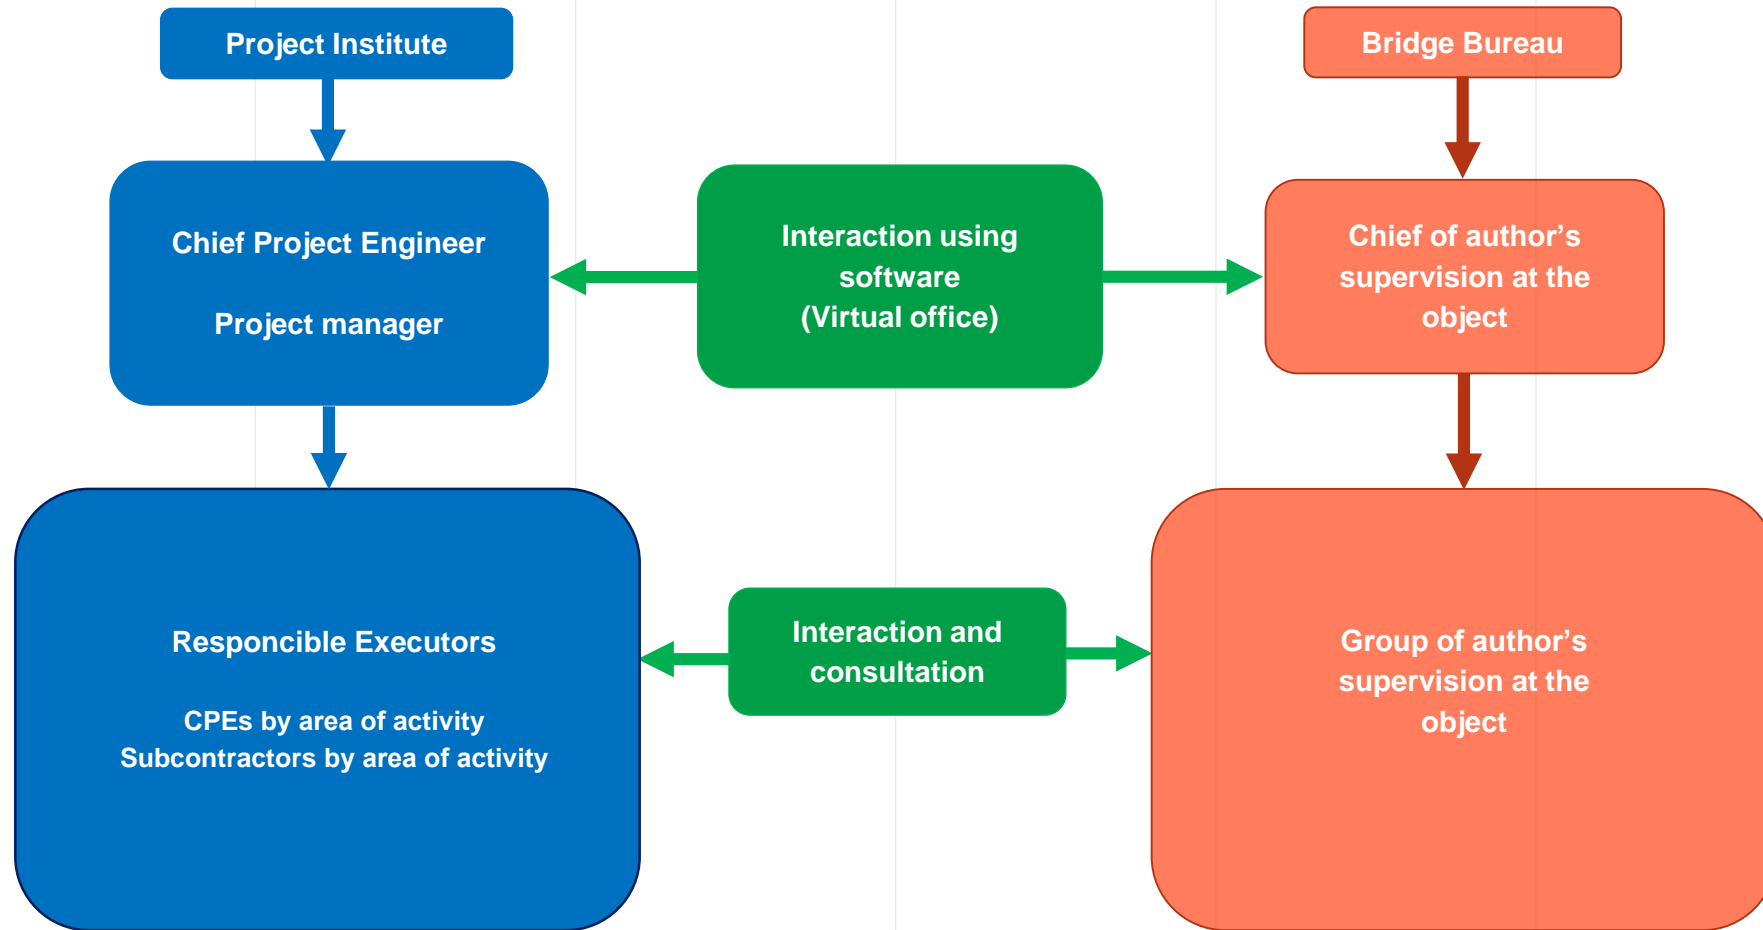 Project Institute
Bridge Bureau
Chief Project Engineer
Project manager
Interaction using
software
(Virtual office)
Chief of author’s
supervision at the
object
Responcible Executors
CPEs by area of activity
Subcontractors by area of activity
Interaction and
consultation
Group of author’s
supervision at the
object